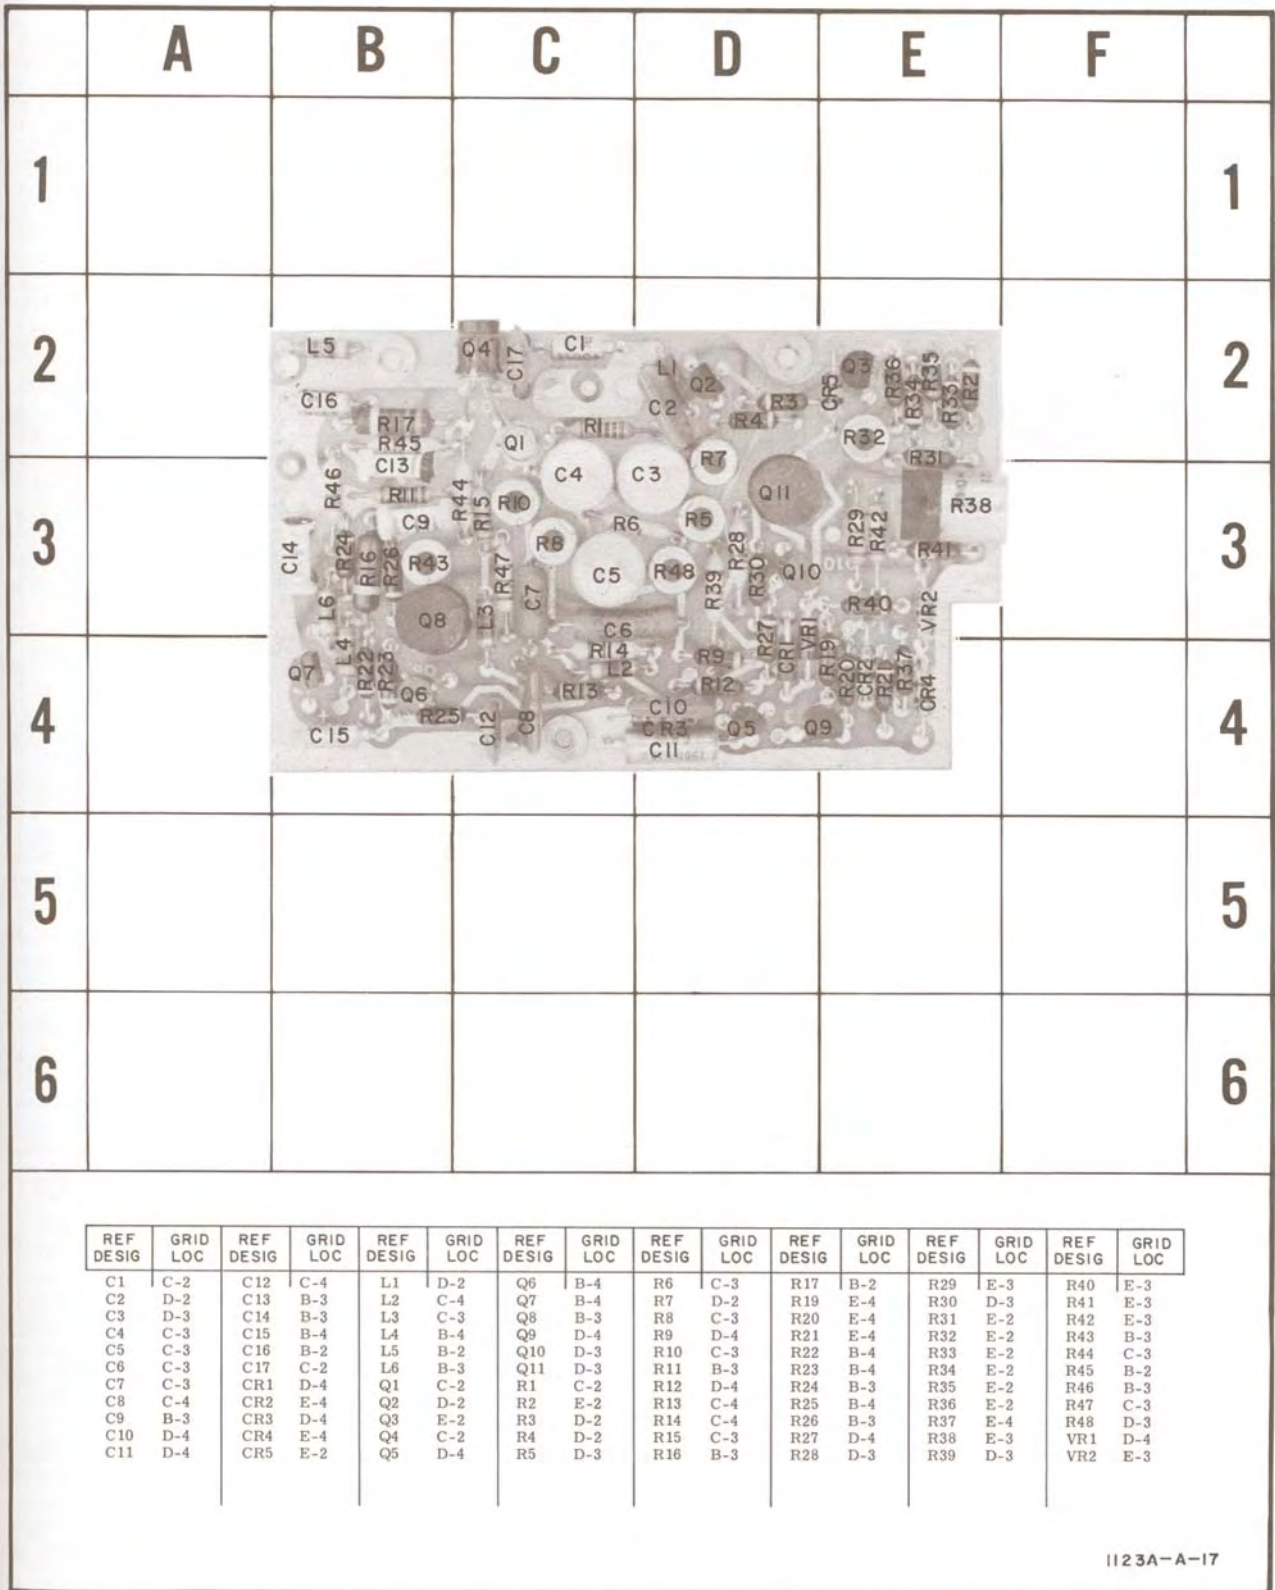 A B C D E F
1 1
L5 Q4 C17 C1 L1 Q2 CR5 Q3 R36 R34 R35 R33 R2
2 2
C16 C2 R3 R4
R17 R1 R32
R45 Q1
C13 C4 C3 R7 R31
R46 R11 R44 R15 R10 Q11 R38
C9 R6 R5 R29 R42
3 3
C14 R24 R16 R26 R43 R47 R8 C5 R48 R39 R28 R30 Q10 R41
C7 R40 VR2
L6 Q8 L3 C6 R27 CR1 VR1 R19
L4 R14 R9
Q7 R22 R23 L2 R20 CR2 R21 R37 CR4
Q6 R13 R12
R25 C12 C8 C10
4 4
C15 CR3 Q5 Q9
C11
5 5
6 6
REF DESIG GRID LOC REF DESIG GRID LOC REF DESIG GRID LOC REF DESIG GRID LOC REF DESIG GRID LOC REF DESIG GRID LOC REF DESIG GRID LOC REF DESIG GRID LOC
C1 C-2 C12 C-4 L1 D-2 Q6 B-4 R6 C-3 R17 B-2 R29 E-3 R40 E-3
C2 D-2 C13 B-3 L2 C-4 Q7 B-4 R7 D-2 R19 E-4 R30 D-3 R41 E-3
C3 D-3 C14 B-3 L3 C-3 Q8 B-3 R8 C-3 R20 E-4 R31 E-2 R42 E-3
C4 C-3 C15 B-4 L4 B-4 Q9 D-4 R9 D-4 R21 E-4 R32 E-2 R43 B-3
C5 C-3 C16 B-2 L5 B-2 Q10 D-3 R10 C-3 R22 B-4 R33 E-2 R44 C-3
C6 C-3 C17 C-2 L6 B-3 Q11 D-3 R11 B-3 R23 B-4 R34 E-2 R45 B-2
C7 C-3 CR1 D-4 Q1 C-2 R1 C-2 R12 D-4 R24 B-3 R35 E-2 R46 B-3
C8 C-4 CR2 E-4 Q2 D-2 R2 E-2 R13 C-4 R25 B-4 R36 E-2 R47 C-3
C9 B-3 CR3 D-4 Q3 E-2 R3 D-2 R14 C-4 R26 B-3 R37 E-4 R48 D-3
C10 D-4 CR4 E-4 Q4 C-2 R4 D-2 R15 C-3 R27 D-4 R38 E-3 VR1 D-4
C11 D-4 CR5 E-2 Q5 D-4 R5 D-3 R16 B-3 R28 D-3 R39 D-3 VR2 E-3
1123A-A-17